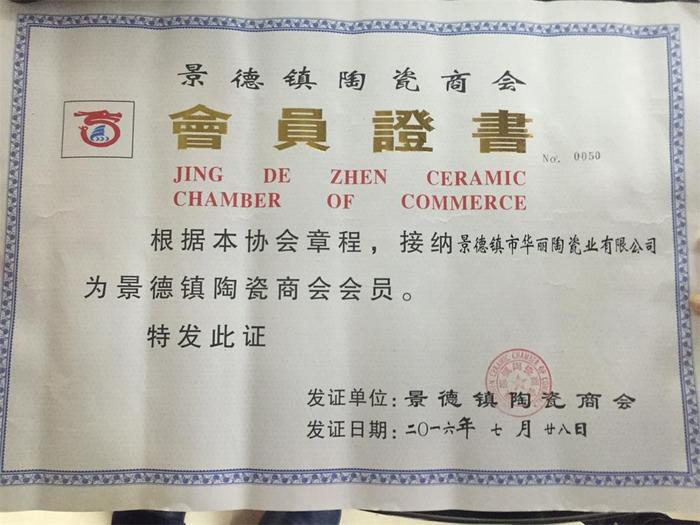 景德镇陶瓷商会
會員證書
No. 0050
JING DE ZHEN CERAMIC
CHAMBER OF COMMERCE
根据本协会章程，接纳景德镇市华丽陶瓷业有限公司
为景德镇陶瓷商会会员。
特发此证
发证单位：景德镇陶瓷商会
发证日期：二〇一六年 七 月 廿八日